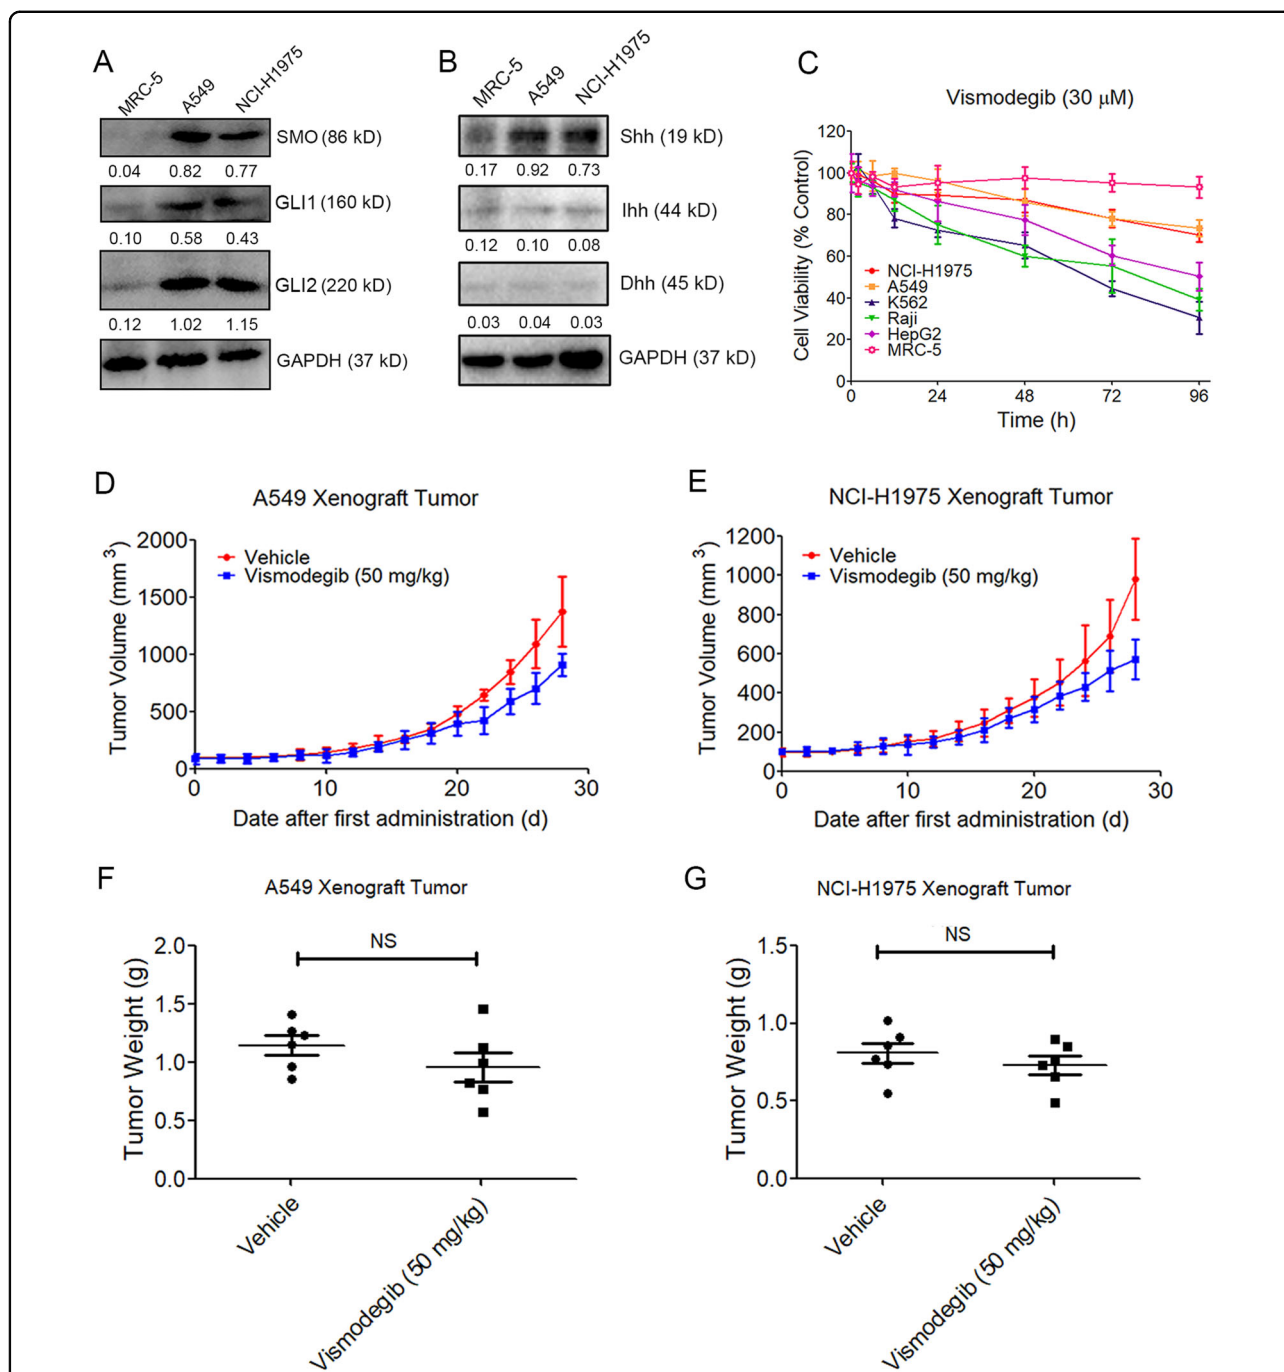 A
MRC-5
A549
NCI-H1975
SMO (86 kD)
0.04 0.82 0.77
GLI1 (160 kD)
0.10 0.58 0.43
GLI2 (220 kD)
0.12 1.02 1.15
GAPDH (37 kD)
B
MRC-5
A549
NCI-H1975
Shh (19 kD)
0.17 0.92 0.73
Ihh (44 kD)
0.12 0.10 0.08
Dhh (45 kD)
0.03 0.04 0.03
GAPDH (37 kD)
C
Vismodegib (30 μM)
Cell Viability (% Control)
120
100
80
60
40
20
0
NCI-H1975
A549
K562
Raji
HepG2
MRC-5
0 24 48 72 96
Time (h)
D
A549 Xenograft Tumor
Tumor Volume (mm 3)
2000
1500
1000
500
0
Vehicle
Vismodegib (50 mg/kg)
0 10 20 30
Date after first administration (d)
E
NCI-H1975 Xenograft Tumor
Tumor Volume (mm 3)
1200
1000
800
600
400
200
0
Vehicle
Vismodegib (50 mg/kg)
0 10 20 30
Date after first administration (d)
F
A549 Xenograft Tumor
Tumor Weight (g)
2.0
1.5
1.0
0.5
0.0
NS
Vehicle
Vismodegib (50 mg/kg)
G
NCI-H1975 Xenograft Tumor
Tumor Weight (g)
1.5
1.0
0.5
0.0
NS
Vehicle
Vismodegib (50 mg/kg)